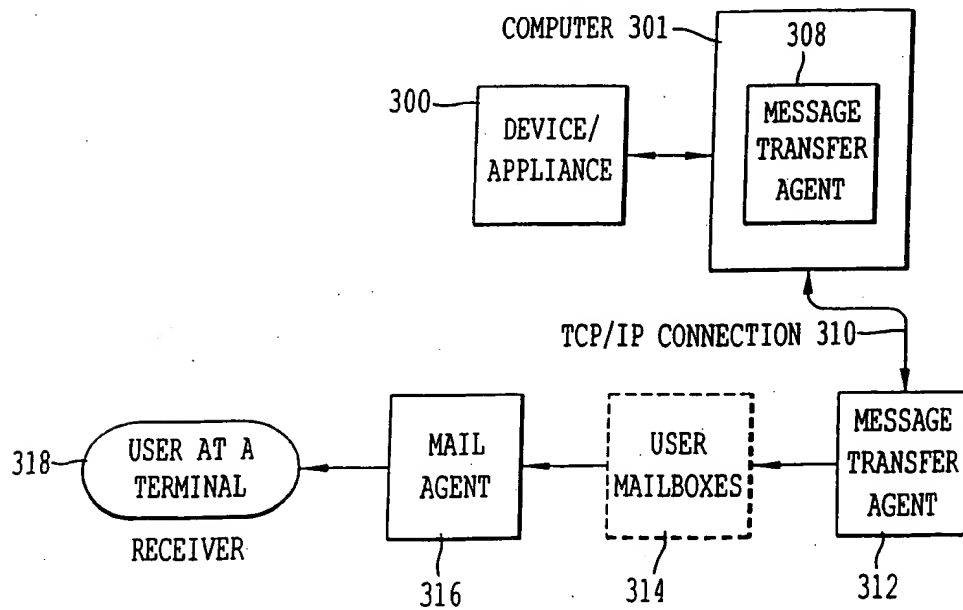 COMPUTER 301
308
300
DEVICE/
APPLIANCE
MESSAGE
TRANSFER
AGENT
TCP/IP CONNECTION 310
318
USER AT A
TERMINAL
RECEIVER
MAIL
AGENT
316
USER
MAILBOXES
314
MESSAGE
TRANSFER
AGENT
312